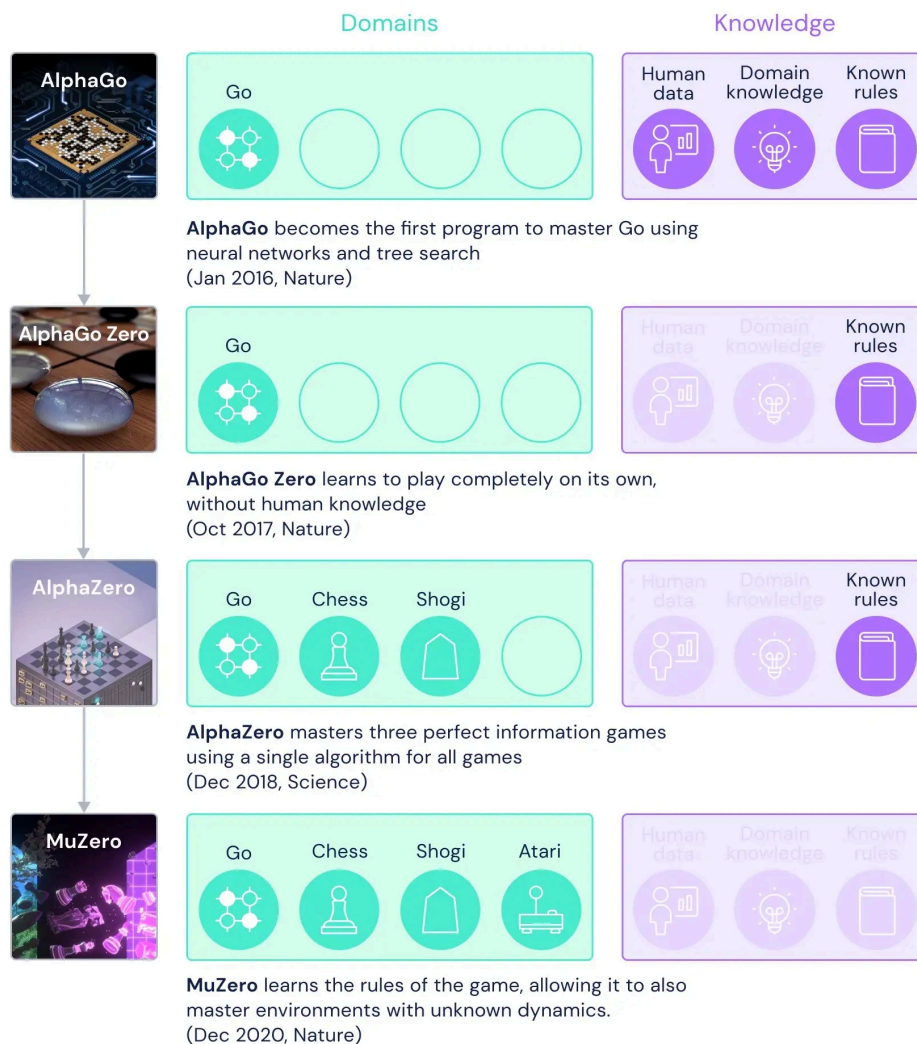 Domains
Knowledge
AlphaGo
Go
Human
data
Domain
knowledge
Known
rules
AlphaGo becomes the first program to master Go using
neural networks and tree search
(Jan 2016, Nature)
AlphaGo Zero
Go
Human
data
Domain
knowledge
Known
rules
AlphaGo Zero learns to play completely on its own,
without human knowledge
(Oct 2017, Nature)
AlphaZero
Go
Chess
Shogi
Human
data
Domain
knowledge
Known
rules
AlphaZero masters three perfect information games
using a single algorithm for all games
(Dec 2018, Science)
MuZero
Go
Chess
Shogi
Atari
Human
data
Domain
knowledge
Known
rules
MuZero learns the rules of the game, allowing it to also
master environments with unknown dynamics.
(Dec 2020, Nature)